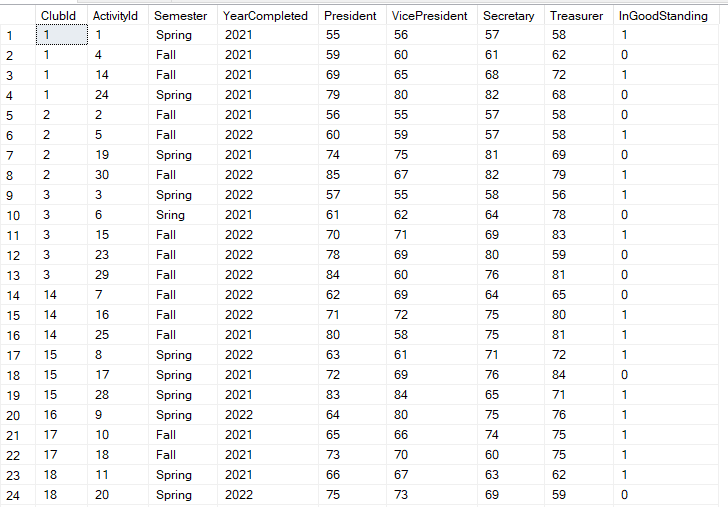 ClubId ActivityId Semester YearCompleted President VicePresident Secretary Treasurer InGoodStanding
1 1 1 Spring 2021 55 56 57 58 1
2 1 4 Fall 2021 59 60 61 62 0
3 1 14 Fall 2021 69 65 68 72 1
4 1 24 Spring 2021 79 80 82 68 0
5 2 2 Fall 2021 56 55 57 58 0
6 2 5 Fall 2022 60 59 57 58 1
7 2 19 Spring 2021 74 75 81 69 0
8 2 30 Fall 2022 85 67 82 79 1
9 3 3 Spring 2022 57 55 58 56 1
10 3 6 Sring 2021 61 62 64 78 0
11 3 15 Fall 2022 70 71 69 83 1
12 3 23 Fall 2022 78 69 80 59 0
13 3 29 Fall 2022 84 60 76 81 0
14 14 7 Fall 2022 62 69 64 65 0
15 14 16 Fall 2022 71 72 75 80 1
16 14 25 Fall 2021 80 58 75 81 1
17 15 8 Spring 2022 63 61 71 72 1
18 15 17 Spring 2021 72 69 76 84 0
19 15 28 Spring 2021 83 84 65 71 1
20 16 9 Spring 2022 64 80 75 76 1
21 17 10 Fall 2021 65 66 74 75 1
22 17 18 Fall 2021 73 70 60 75 1
23 18 11 Spring 2021 66 67 63 62 1
24 18 20 Spring 2022 75 73 69 59 0